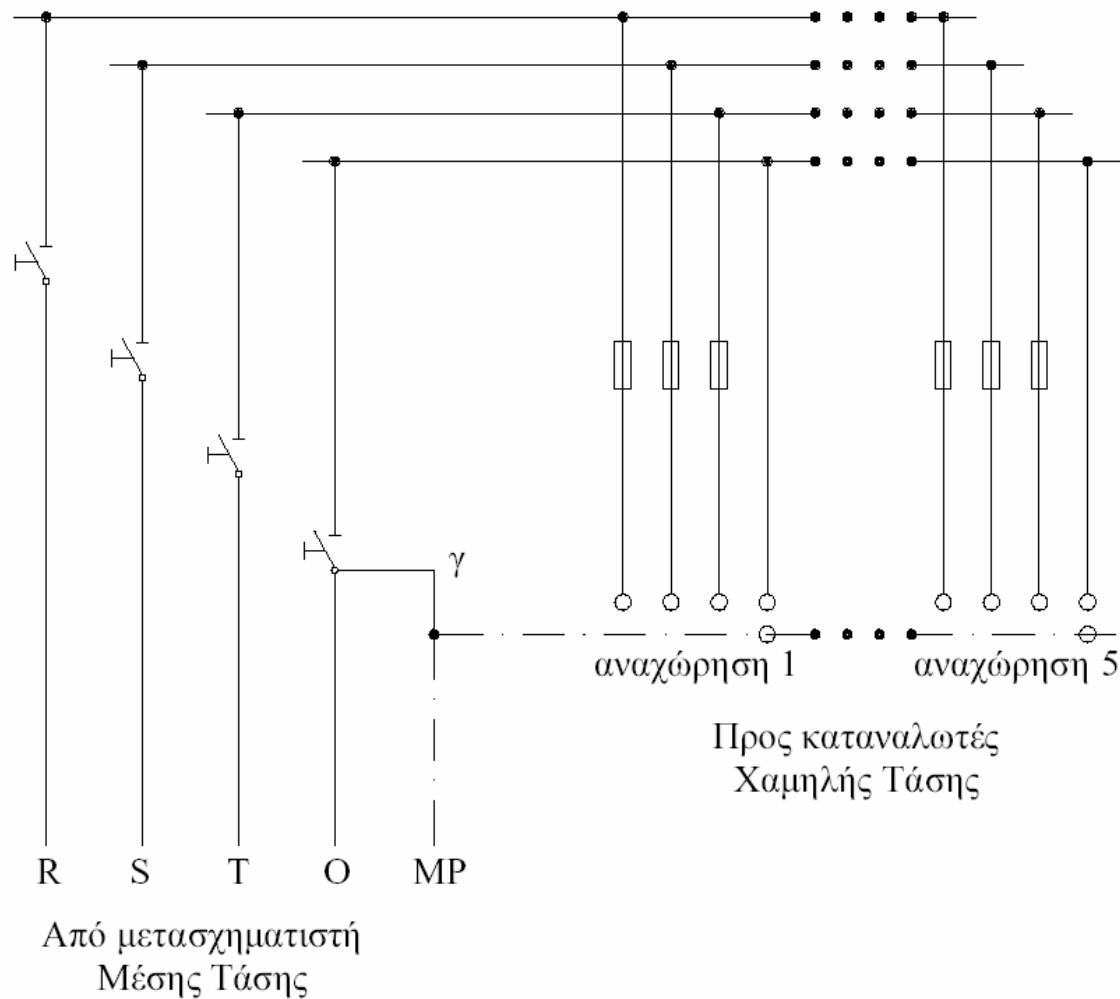 γ
αναχώρηση 1
αναχώρηση 5
Προς καταναλωτές
Χαμηλής Τάσης
R S T O MP
Από μετασχηματιστή
Μέσης Τάσης